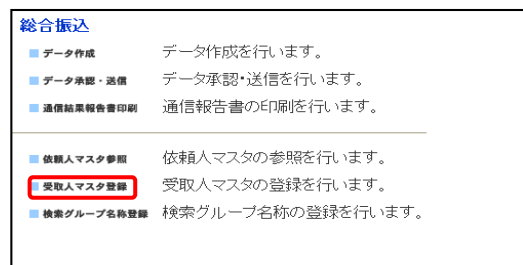 総合振込
データ作成 データ作成を行います。
データ承認・送信 データ承認・送信を行います。
通信結果報告書印刷 通信報告書の印刷を行います。
依頼人マスタ参照 依頼人マスタの参照を行います。
受取人マスタ登録 受取人マスタの登録を行います。
検索グループ名称登録 検索グループ名称の登録を行います。